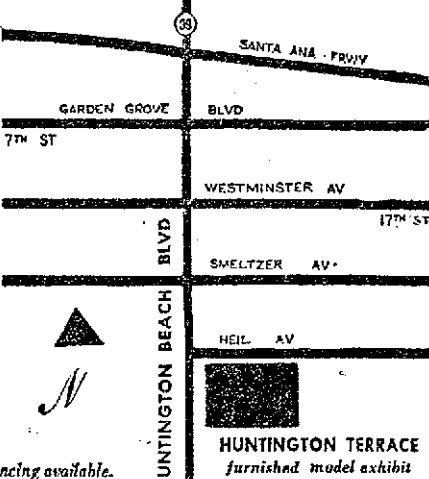 39
SANTA ANA FRWY
GARDEN GROVE BLVD
7TH ST
WESTMINSTER AV
17TH ST
SMELTZER AV.
HEIL AV
UNTINGTON BEACH BLVD
N
HUNTINGTON TERRACE
ncing available.
furnished model exhibit